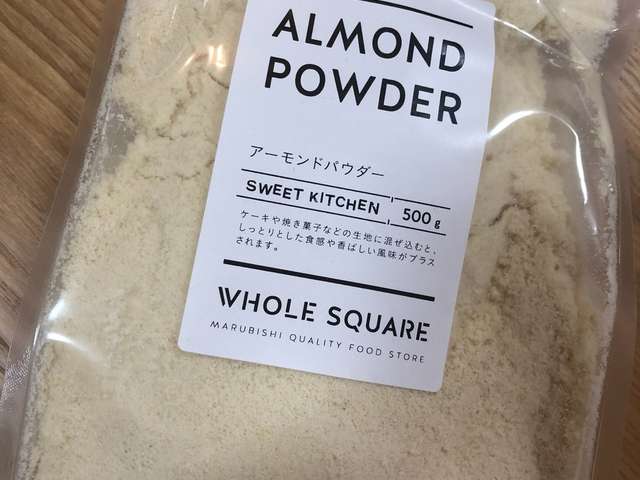 ALMOND
POWDER
アーモンドパウダー
SWEET KITCHEN 500g
ケーキや焼き菓子などの生地に混ぜ込むと、
しっとりとした食感や香ばしい風味がプラス
されます。
WHOLE SQUARE
MARUBISHI QUALITY FOOD STORE